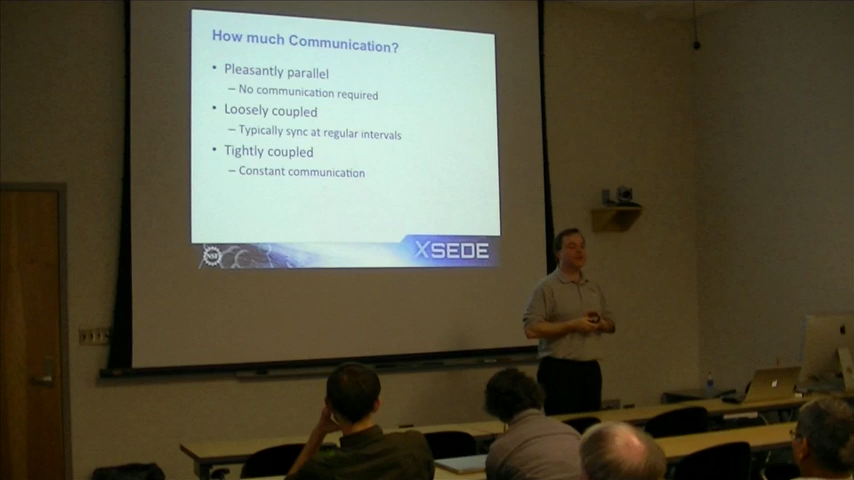 How much Communication?
• Pleasantly parallel
– No communication required
• Loosely coupled
– Typically sync at regular intervals
• Tightly coupled
– Constant communication
NSF
XSEDE